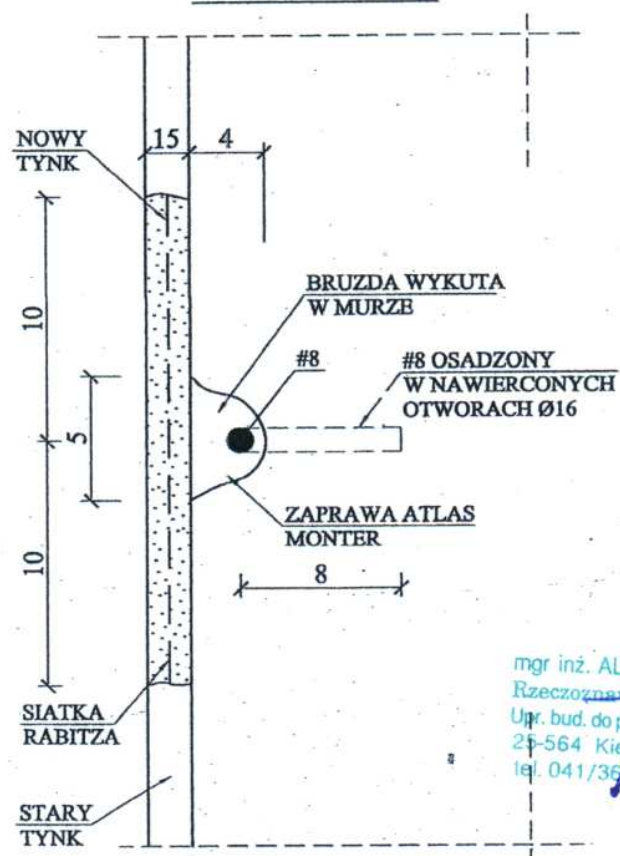 NOWY
TYNK
15
4
BRUZDA WYKUTA
W MURZE
10
#8
#8 OSADZONY
W NAWIERCONYCH
OTWORACH Ø16
5
ZAPRAWA ATLAS
MONTER
10
8
SIATKA
RABITZA
mgr inż.
Upr. bud. do
25-564
tel. 041/36
STARY
TYNK